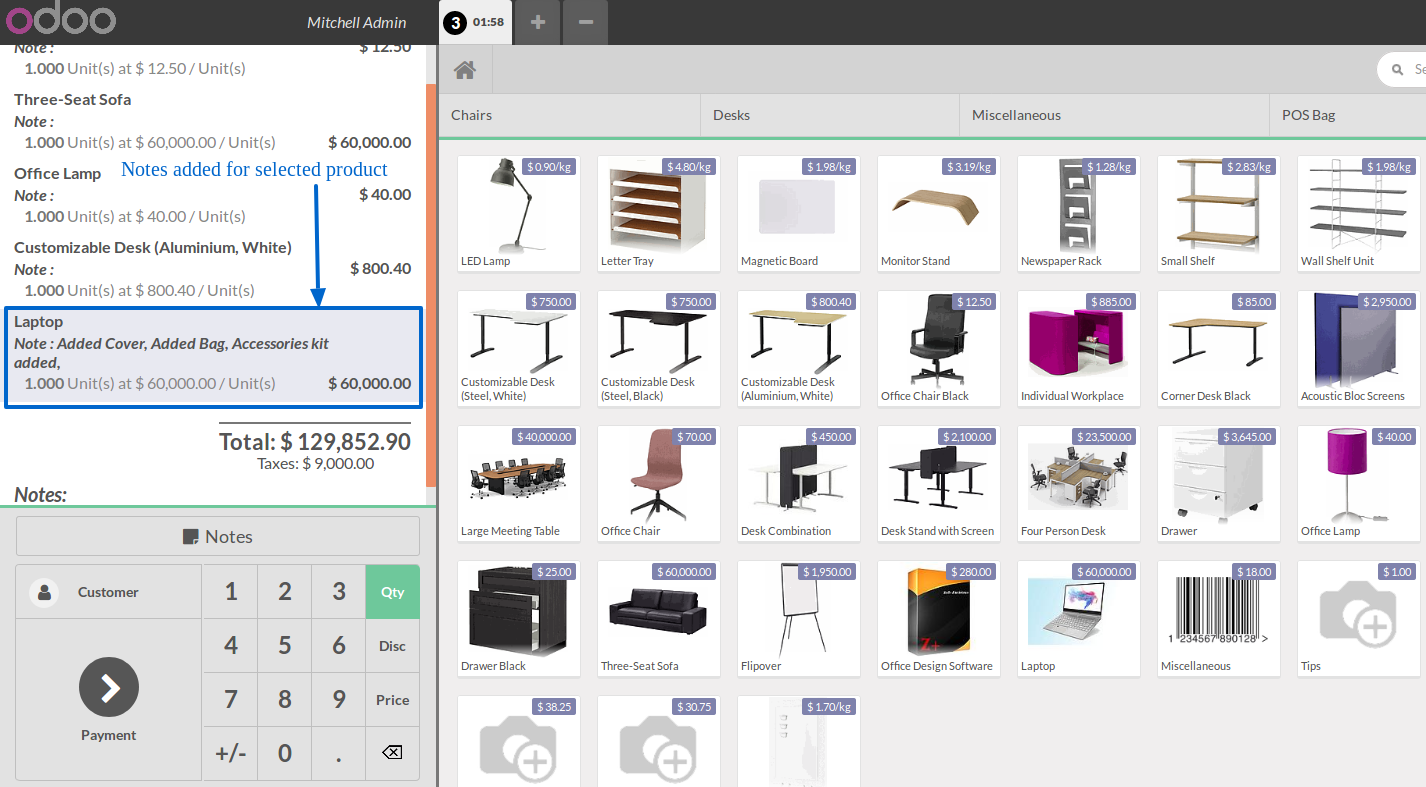 odoo
Mitchell Admin
3 01:58
Note :
$ 12.50
1.000 Unit(s) at $ 12.50 / Unit(s)
Three-Seat Sofa
Note :
1.000 Unit(s) at $ 60,000.00 / Unit(s)
$ 60,000.00
Office Lamp
Notes added for selected product
Note :
$ 40.00
1.000 Unit(s) at $ 40.00 / Unit(s)
Customizable Desk (Aluminium, White)
Note :
$ 800.40
1.000 Unit(s) at $ 800.40 / Unit(s)
Laptop
Note : Added Cover, Added Bag, Accessories kit
added,
1.000 Unit(s) at $ 60,000.00 / Unit(s)
$ 60,000.00
Total: $ 129,852.90
Taxes: $ 9,000.00
Notes:
Notes
Customer
Payment
1 2 3 Qty
4 5 6 Disc
7 8 9 Price
+/- 0 .
Chairs
Desks
Miscellaneous
POS Bag
$ 0.90/kg
LED Lamp
$ 4.80/kg
Letter Tray
$ 1.98/kg
Magnetic Board
$ 3.19/kg
Monitor Stand
$ 1.28/kg
Newspaper Rack
$ 2.83/kg
Small Shelf
$ 1.98/kg
Wall Shelf Unit
$ 750.00
Customizable Desk
(Steel, White)
$ 750.00
Customizable Desk
(Steel, Black)
$ 800.40
Customizable Desk
(Aluminium, White)
$ 12.50
Office Chair Black
$ 885.00
Individual Workplace
$ 85.00
Corner Desk Black
$ 2,950.00
Acoustic Bloc Screens
$ 40,000.00
Large Meeting Table
$ 70.00
Office Chair
$ 450.00
Desk Combination
$ 2,100.00
Desk Stand with Screen
$ 23,500.00
Four Person Desk
$ 3,645.00
Drawer
$ 40.00
Office Lamp
$ 25.00
Drawer Black
$ 60,000.00
Three-Seat Sofa
$ 1,950.00
Flipover
$ 280.00
Z+
Office Design Software
$ 60,000.00
Laptop
$ 18.00
1 234567 890128 >
Miscellaneous
$ 1.00
Tips
$ 38.25
$ 30.75
$ 1.70/kg